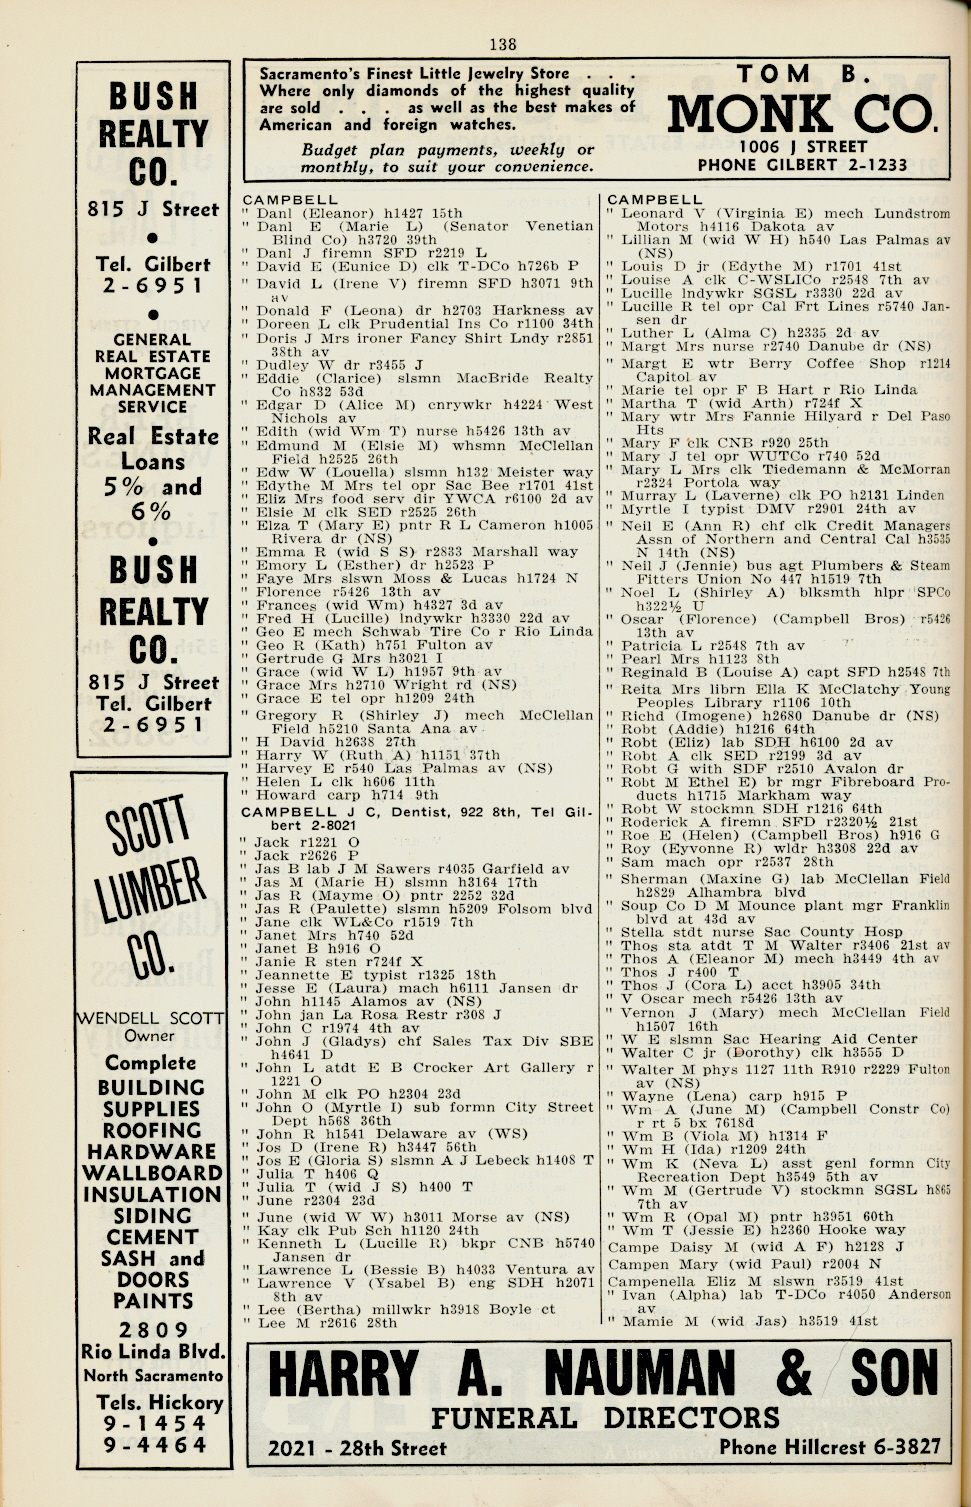 138
BUSH
REALTY
CO.
815 J Street
•
Tel. Gilbert
2-6951
•
GENERAL
REAL ESTATE
MORTGAGE
MANAGEMENT
SERVICE
Real Estate
Loans
5% and
6%
•
BUSH
REALTY
CO.
815 J Street
Tel. Gilbert
2-6951
SCOTT
LUMBER
CO.
WENDELL SCOTT
Owner
Complete
BUILDING
SUPPLIES
ROOFING
HARDWARE
WALLBOARD
INSULATION
SIDING
CEMENT
SASH and
DOORS
PAINTS
2809
Rio Linda Blvd.
North Sacramento
Tels. Hickory
9-1454
9-4464
Sacramento's Finest Little Jewelry Store . . .
Where only diamonds of the highest quality
are sold . . . as well as the best makes of
American and foreign watches.
Budget plan payments, weekly or
monthly, to suit your convenience.
TOM B.
MONK CO.
1006 J STREET
PHONE GILBERT 2-1233
CAMPBELL
" Danl (Eleanor) h1427 15th
" Danl E (Marie L) (Senator Venetian
Blind Co) h3720 39th
" Danl J firemn SFD r2219 L
" David E (Eunice D) clk T-DCo h726b P
" David L (Irene V) firemn SFD h3071 9th
av
" Donald F (Leona) dr h2703 Harkness av
" Doreen L clk Prudential Ins Co r1100 34th
" Doris J Mrs ironer Fancy Shirt Lndy r2851
38th av
" Dudley W dr r3455 J
" Eddie (Clarice) slsmn MacBride Realty
Co h832 53d
" Edgar D (Alice M) cnrywkr h4224 West
Nichols av
" Edith (wid Wm T) nurse h5426 13th av
" Edmund M (Elsie M) whsmn McClellan
Field h2525 26th
" Edw W (Louella) slsmn h132 Meister way
" Edythe M Mrs tel opr Sac Bee r1701 41st
" Eliz Mrs food serv dir YWCA r6100 2d av
" Elsie M clk SED r2525 26th
" Elza T (Mary E) pntr R L Cameron h1005
Rivera dr (NS)
" Emma R (wid S S) r2833 Marshall way
" Emory L (Esther) dr h2523 P
" Faye Mrs slswn Moss & Lucas h1724 N
" Florence r5426 13th av
" Frances (wid Wm) h4327 3d av
" Fred H (Lucille) lndywkr h3330 22d av
" Geo E mech Schwab Tire Co r Rio Linda
" Geo R (Kath) h751 Fulton av
" Gertrude G Mrs h3021 I
" Grace (wid W L) h1957 9th av
" Grace Mrs h2710 Wright rd (NS)
" Grace E tel opr h1209 24th
" Gregory R (Shirley J) mech McClellan
Field h5210 Santa Ana av
" H David h2638 27th
" Harry W (Ruth A) h1151 37th
" Harvey E r540 Las Palmas av (NS)
" Helen L clk h606 11th
" Howard carp h714 9th
CAMPBELL J C, Dentist, 922 8th, Tel Gil-
bert 2-8021
" Jack r1221 O
" Jack r2626 P
" Jas B lab J M Sawers r4035 Garfield av
" Jas M (Marie H) slsmn h3164 17th
" Jas R (Mayme O) pntr 2252 32d
" Jas R (Paulette) slsmn h5209 Folsom blvd
" Jane clk WL&Co r1519 7th
" Janet Mrs h740 52d
" Janet B h916 O
" Janie R sten r724f X
" Jeannette E typist r1325 18th
" Jesse E (Laura) mach h6111 Jansen dr
" John h1145 Alamos av (NS)
" John jan La Rosa Restr r308 J
" John C r1974 4th av
" John J (Gladys) chf Sales Tax Div SBE
h4641 D
" John L atdt E B Crocker Art Gallery r
1221 O
" John M clk PO h2304 23d
" John O (Myrtle I) sub formn City Street
Dept h568 36th
" John R h1541 Delaware av (WS)
" Jos D (Irene R) h3447 56th
" Jos E (Gloria S) slsmn A J Lebeck h1408 T
" Julia T h406 Q
" Julia T (wid J S) h400 T
" June r2304 23d
" June (wid W W) h3011 Morse av (NS)
" Kay clk Pub Sch h1120 24th
" Kenneth L (Lucille R) bkpr CNB h5740
Jansen dr
" Lawrence L (Bessie B) h4033 Ventura av
" Lawrence V (Ysabel B) eng SDH h2071
8th av
" Lee (Bertha) millwkr h3918 Boyle ct
" Lee M r2616 28th
CAMPBELL
" Leonard V (Virginia E) mech Lundstrom
Motors h4116 Dakota av
" Lillian M (wid W H) h540 Las Palmas av
(NS)
" Louis D jr (Edythe M) r1701 41st
" Louise A clk C-WSLICo r2548 7th av
" Lucille lndywkr SGSL r3330 22d av
" Lucille R tel opr Cal Frt Lines r5740 Jan-
sen dr
" Luther L (Alma C) h2335 2d av
" Margt Mrs nurse r2740 Danube dr (NS)
" Margt E wtr Berry Coffee Shop r1214
Capitol av
" Marie tel opr F B Hart r Rio Linda
" Martha T (wid Arth) r724f X
" Mary wtr Mrs Fannie Hilyard r Del Paso
Hts
" Mary F clk CNB r920 25th
" Mary J tel opr WUTCo r740 52d
" Mary L Mrs clk Tiedemann & McMorran
r2324 Portola way
" Murray L (Laverne) clk PO h2131 Linden
" Myrtle I typist DMV r2901 24th av
" Neil E (Ann R) chf clk Credit Managers
Assn of Northern and Central Cal h3535
N 14th (NS)
" Neil J (Jennie) bus agt Plumbers & Steam
Fitters Union No 447 h1519 7th
" Noel L (Shirley A) blksmth hlpr SPCo
h322½ U
" Oscar (Florence) (Campbell Bros) r5426
13th av
" Patricia L r2548 7th av
" Pearl Mrs h1123 8th
Reginald B (Louise A) capt SFD h2548 7th
" Reita Mrs librn Ella K McClatchy Young
Peoples Library r1106 10th
" Richd (Imogene) h2680 Danube dr (NS)
" Robt (Addie) h1216 64th
" Robt (Eliz) lab SDH h6100 2d av
" Robt A clk SED r2199 3d av
" Robt G with SDF r2510 Avalon dr
" Robt M Ethel E) br mgr Fibreboard Pro-
ducts h1715 Markham way
" Robt W stockmn SDH r1216 64th
" Roderick A firemn SFD r2320½ 21st
" Roe E (Helen) (Campbell Bros) h916 G
" Roy (Eyvonne R) wldr h3308 22d av
" Sam mach opr r2537 28th
" Sherman (Maxine G) lab McClellan Field
h2829 Alhambra blvd
" Soup Co D M Mounce plant mgr Franklin
blvd at 43d av
" Stella stdt nurse Sac County Hosp
" Thos sta atdt T M Walter r3406 21st av
" Thos A (Eleanor M) mech h3449 4th av
" Thos J r400 T
" Thos J (Cora L) acct h3905 34th
" V Oscar mech r5426 13th av
" Vernon J (Mary) mech McClellan Field
h1507 16th
" W E slsmn Sac Hearing Aid Center
" Walter C jr (Dorothy) clk h3555 D
" Walter M phys 1127 11th R910 r2229 Fulton
av (NS)
" Wayne (Lena) carp h915 P
" Wm A (June M) (Campbell Constr Co)
r rt 5 bx 7618d
" Wm B (Viola M) h1314 F
" Wm H (Ida) r1209 24th
" Wm K (Neva L) asst genl formn City
Recreation Dept h3549 5th av
" Wm M (Gertrude V) stockmn SGSL h865
7th av
" Wm R (Opal M) pntr h3951 60th
" Wm T (Jessie E) h2360 Hooke way
Campe Daisy M (wid A F) h2128 J
Campen Mary (wid Paul) r2004 N
Campenella Eliz M slswn r3519 41st
" Ivan (Alpha) lab T-DCo r4050 Anderson
av
" Mamie M (wid Jas) h3519 41st
HARRY A. NAUMAN & SON
FUNERAL DIRECTORS
2021 - 28th Street
Phone Hillcrest 6-3827